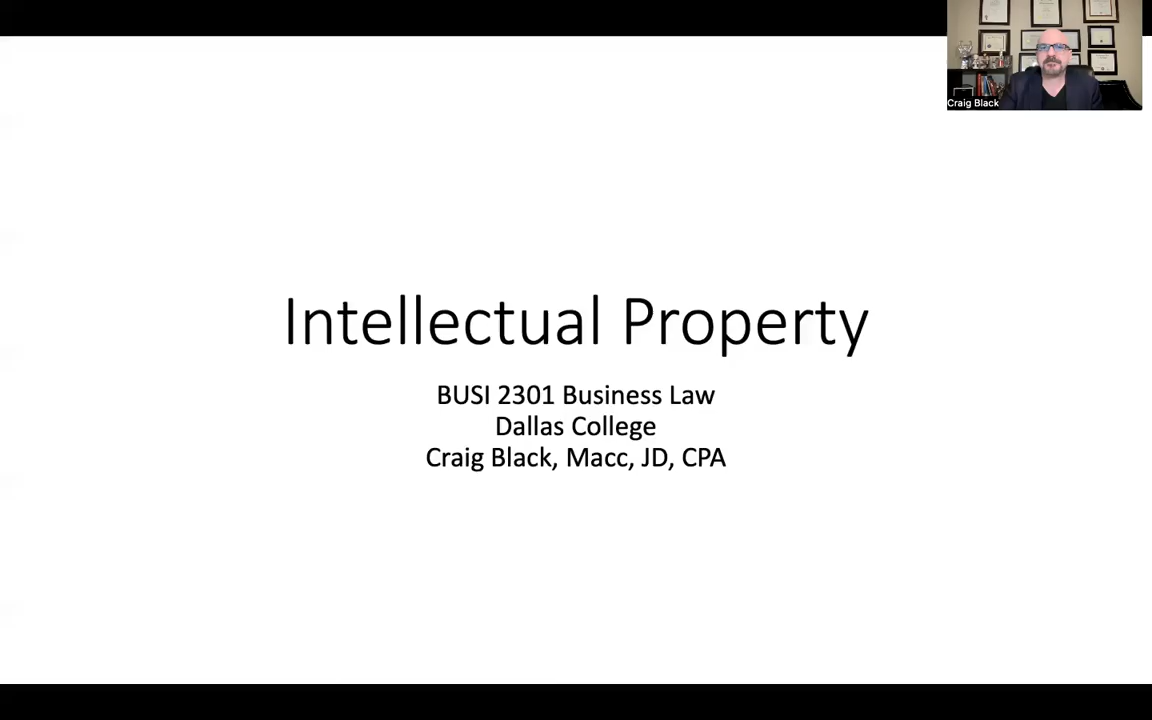 Craig Black
Intellectual Property
BUSI 2301 Business Law
Dallas College
Craig Black, Macc, JD, CPA